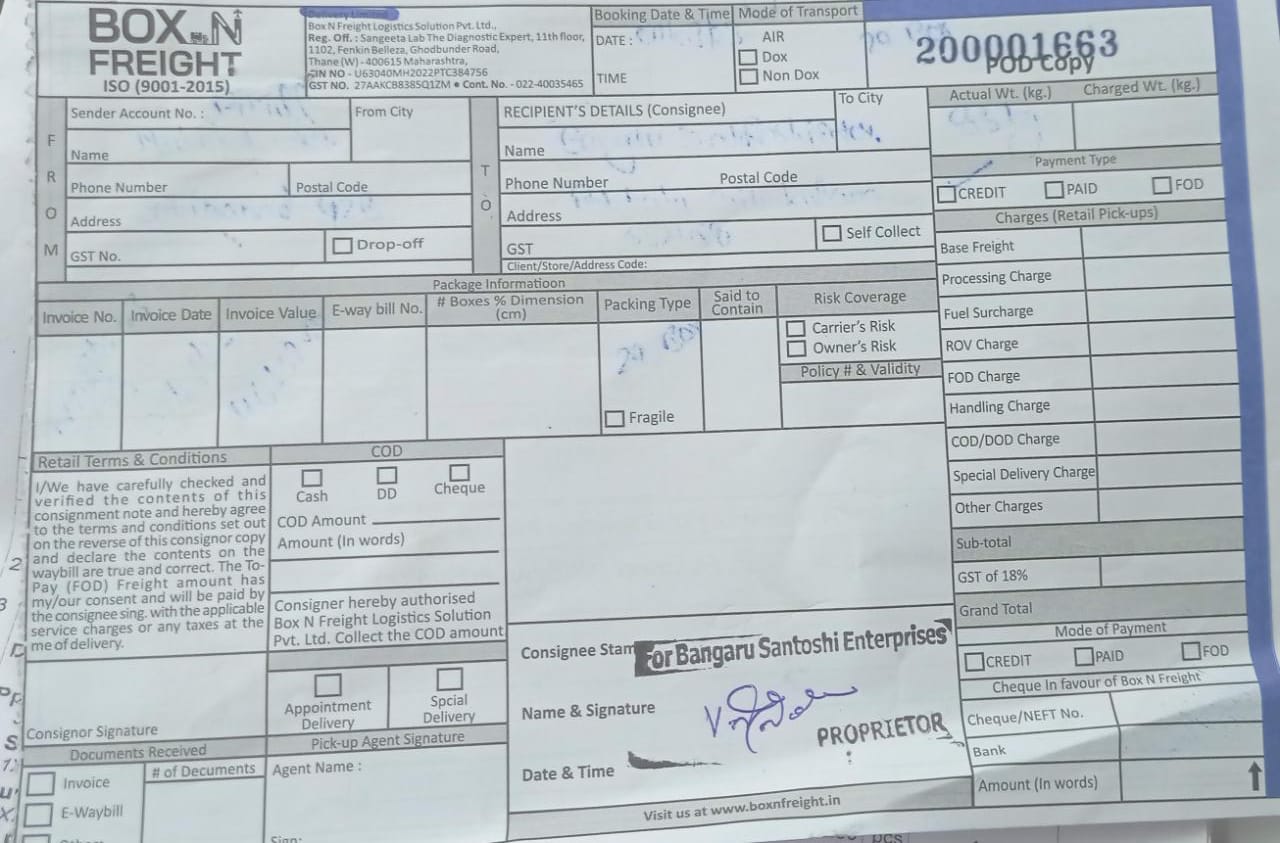 BOX N
FREIGHT
ISO (9001-2015)
Delivery Limited
Box N Freight Logistics Solution Pvt. Ltd.,
Reg. Off. : Sangeeta Lab The Diagnostic Expert, 11th floor,
1102, Fenkin Belleza, Ghodbunder Road,
Thane (W) - 400615 Maharashtra,
CIN NO - U63040MH2022PTC384756
GST NO. 27AAKCB8385Q1ZM • Cont. No. - 022-40035465
Booking Date & Time
DATE :
TIME
Mode of Transport
AIR
Dox
Non Dox
200001663
POD Copy
FROM
Sender Account No. :
From City
Name
Phone Number
Postal Code
Address
GST No.
Drop-off
TO
RECIPIENT'S DETAILS (Consignee)
To City
Name
Phone Number
Postal Code
Address
GST
Self Collect
Client/Store/Address Code:
Actual Wt. (kg.)
Charged Wt. (kg.)
Payment Type
CREDIT
PAID
FOD
Charges (Retail Pick-ups)
Base Freight
Processing Charge
Fuel Surcharge
ROV Charge
FOD Charge
Handling Charge
COD/DOD Charge
Special Delivery Charge
Other Charges
Sub-total
GST of 18%
Grand Total
Mode of Payment
CREDIT
PAID
FOD
Cheque In favour of Box N Freight
Cheque/NEFT No.
Bank
Amount (In words)
Package Informatioon
Invoice No.
Invoice Date
Invoice Value
E-way bill No.
# Boxes % Dimension
(cm)
Packing Type
Fragile
Said to
Contain
Risk Coverage
Carrier's Risk
Owner's Risk
Policy # & Validity
Retail Terms & Conditions
I/We have carefully checked and
verified the contents of this
consignment note and hereby agree
to the terms and conditions set out
on the reverse of this consignor copy
and declare the contents on the
waybill are true and correct. The To-
Pay (FOD) Freight amount has
my/our consent and will be paid by
the consignee sing. with the applicable
service charges or any taxes at the
me of delivery.
Consignor Signature
COD
Cash
DD
Cheque
COD Amount
Amount (In words)
Consigner hereby authorised
Box N Freight Logistics Solution
Pvt. Ltd. Collect the COD amount
Appointment
Delivery
Spcial
Delivery
Documents Received
Invoice
E-Waybill
# of Decuments
Pick-up Agent Signature
Agent Name :
Sign:
Consignee Stam
For Bangaru Santoshi Enterprises
Name & Signature
PROPRIETOR
Date & Time
Visit us at www.boxnfreight.in
pcs